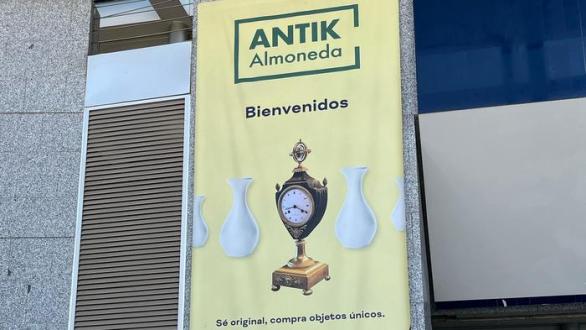 ANTIK
Almoneda
Bienvenidos
Sé original, compra objetos únicos.